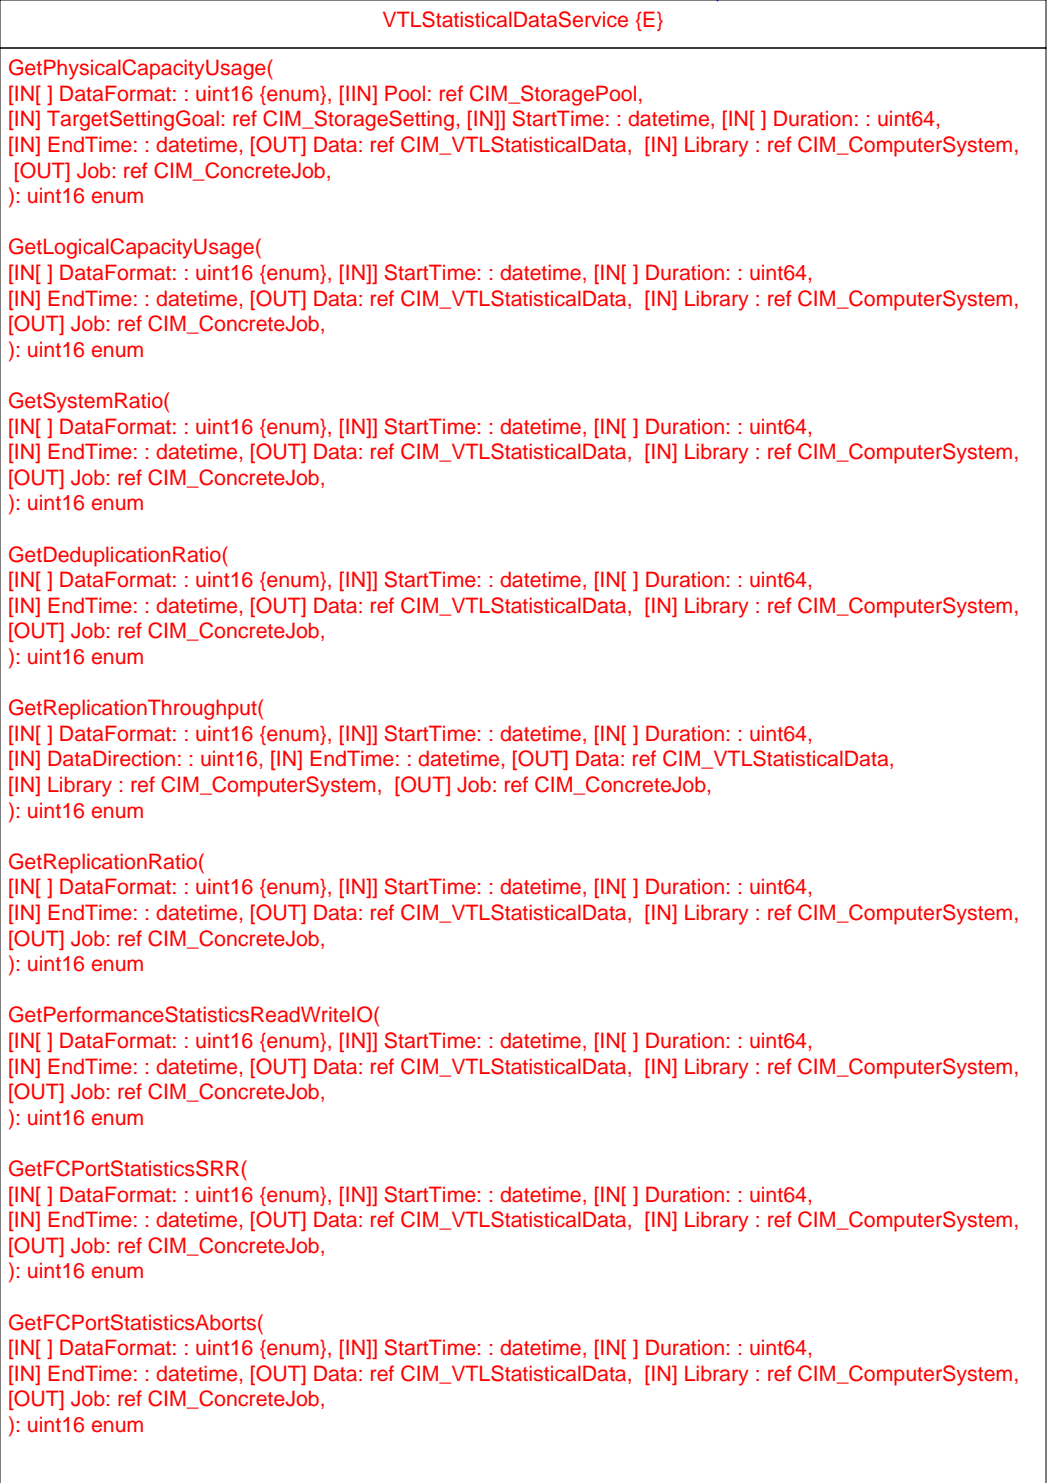 VTLStatisticalDataService {E}
GetPhysicalCapacityUsage(
[IN[ ] DataFormat: : uint16 {enum}, [IIN] Pool: ref CIM_StoragePool,
[IN] TargetSettingGoal: ref CIM_StorageSetting, [IN]] StartTime: : datetime, [IN[ ] Duration: : uint64,
[IN] EndTime: : datetime, [OUT] Data: ref CIM_VTLStatisticalData,  [IN] Library : ref CIM_ComputerSystem,
[OUT] Job: ref CIM_ConcreteJob,
): uint16 enum
GetLogicalCapacityUsage(
[IN[ ] DataFormat: : uint16 {enum}, [IN]] StartTime: : datetime, [IN[ ] Duration: : uint64,
[IN] EndTime: : datetime, [OUT] Data: ref CIM_VTLStatisticalData,  [IN] Library : ref CIM_ComputerSystem,
[OUT] Job: ref CIM_ConcreteJob,
): uint16 enum
GetSystemRatio(
[IN[ ] DataFormat: : uint16 {enum}, [IN]] StartTime: : datetime, [IN[ ] Duration: : uint64,
[IN] EndTime: : datetime, [OUT] Data: ref CIM_VTLStatisticalData,  [IN] Library : ref CIM_ComputerSystem,
[OUT] Job: ref CIM_ConcreteJob,
): uint16 enum
GetDeduplicationRatio(
[IN[ ] DataFormat: : uint16 {enum}, [IN]] StartTime: : datetime, [IN[ ] Duration: : uint64,
[IN] EndTime: : datetime, [OUT] Data: ref CIM_VTLStatisticalData,  [IN] Library : ref CIM_ComputerSystem,
[OUT] Job: ref CIM_ConcreteJob,
): uint16 enum
GetReplicationThroughput(
[IN[ ] DataFormat: : uint16 {enum}, [IN]] StartTime: : datetime, [IN[ ] Duration: : uint64,
[IN] DataDirection: : uint16, [IN] EndTime: : datetime, [OUT] Data: ref CIM_VTLStatisticalData,
[IN] Library : ref CIM_ComputerSystem,  [OUT] Job: ref CIM_ConcreteJob,
): uint16 enum
GetReplicationRatio(
[IN[ ] DataFormat: : uint16 {enum}, [IN]] StartTime: : datetime, [IN[ ] Duration: : uint64,
[IN] EndTime: : datetime, [OUT] Data: ref CIM_VTLStatisticalData,  [IN] Library : ref CIM_ComputerSystem,
[OUT] Job: ref CIM_ConcreteJob,
): uint16 enum
GetPerformanceStatisticsReadWriteIO(
[IN[ ] DataFormat: : uint16 {enum}, [IN]] StartTime: : datetime, [IN[ ] Duration: : uint64,
[IN] EndTime: : datetime, [OUT] Data: ref CIM_VTLStatisticalData,  [IN] Library : ref CIM_ComputerSystem,
[OUT] Job: ref CIM_ConcreteJob,
): uint16 enum
GetFCPortStatisticsSRR(
[IN[ ] DataFormat: : uint16 {enum}, [IN]] StartTime: : datetime, [IN[ ] Duration: : uint64,
[IN] EndTime: : datetime, [OUT] Data: ref CIM_VTLStatisticalData,  [IN] Library : ref CIM_ComputerSystem,
[OUT] Job: ref CIM_ConcreteJob,
): uint16 enum
GetFCPortStatisticsAborts(
[IN[ ] DataFormat: : uint16 {enum}, [IN]] StartTime: : datetime, [IN[ ] Duration: : uint64,
[IN] EndTime: : datetime, [OUT] Data: ref CIM_VTLStatisticalData,  [IN] Library : ref CIM_ComputerSystem,
[OUT] Job: ref CIM_ConcreteJob,
): uint16 enum